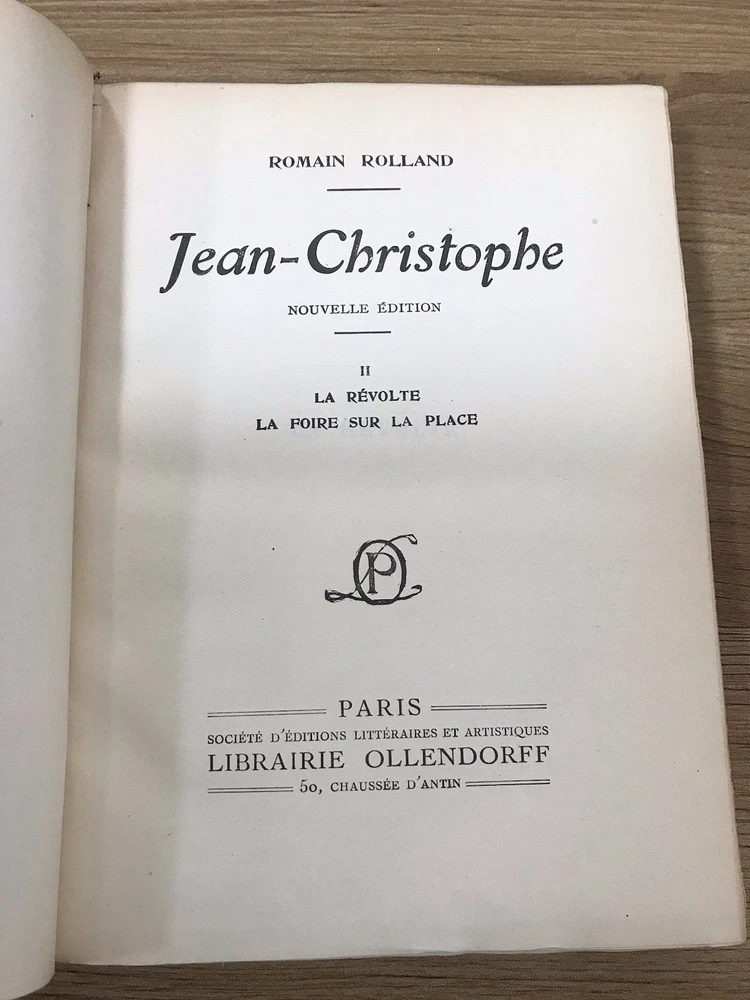 ROMAIN ROLLAND
Jean-Christophe
NOUVELLE ÉDITION
II
LA RÉVOLTE
LA FOIRE SUR LA PLACE
PARIS
SOCIÉTÉ D'ÉDITIONS LITTÉRAIRES ET ARTISTIQUES
LIBRAIRIE OLLENDORFF
50, CHAUSSÉE D'ANTIN